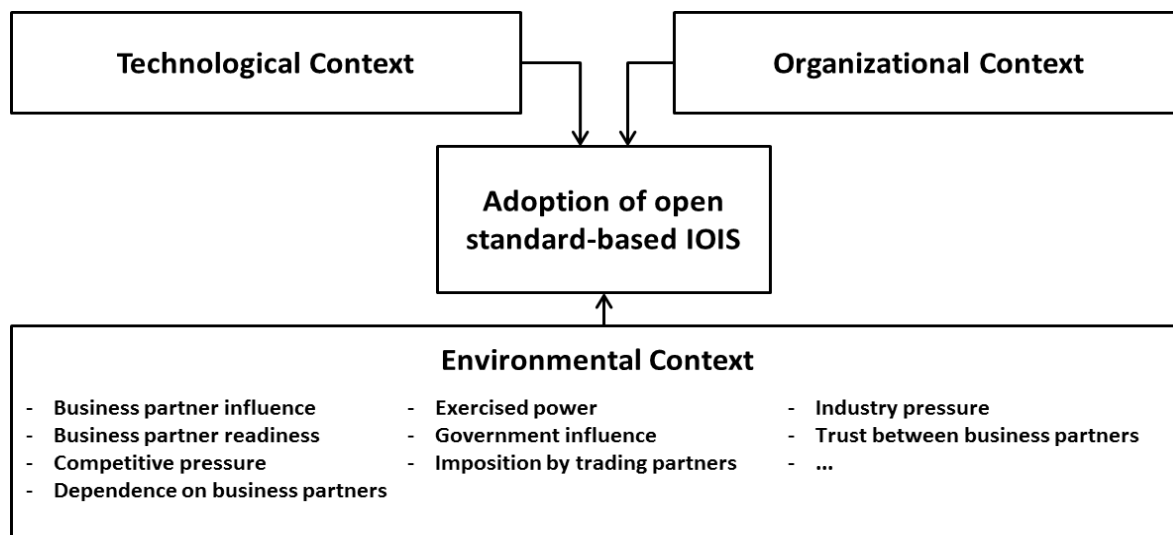 Technological Context
Organizational Context
Adoption of open
standard-based IOIS
Environmental Context
- Business partner influence
- Business partner readiness
- Competitive pressure
- Dependence on business partners
- Exercised power
- Government influence
- Imposition by trading partners
- Industry pressure
- Trust between business partners
- ...